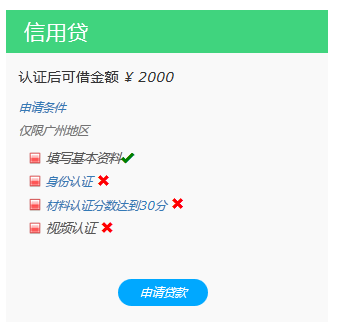 信用贷
认证后可借金额 ¥ 2000
申请条件
仅限广州地区
填写基本资料✔
身份认证 ✖
材料认证分数达到30分 ✖
视频认证 ✖
申请贷款